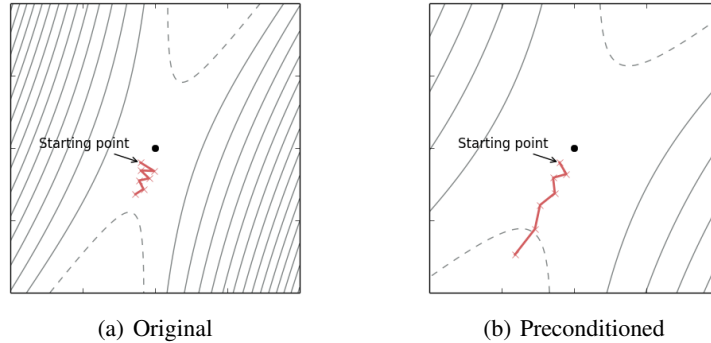 Starting point
Starting point
(a) Original
(b) Preconditioned